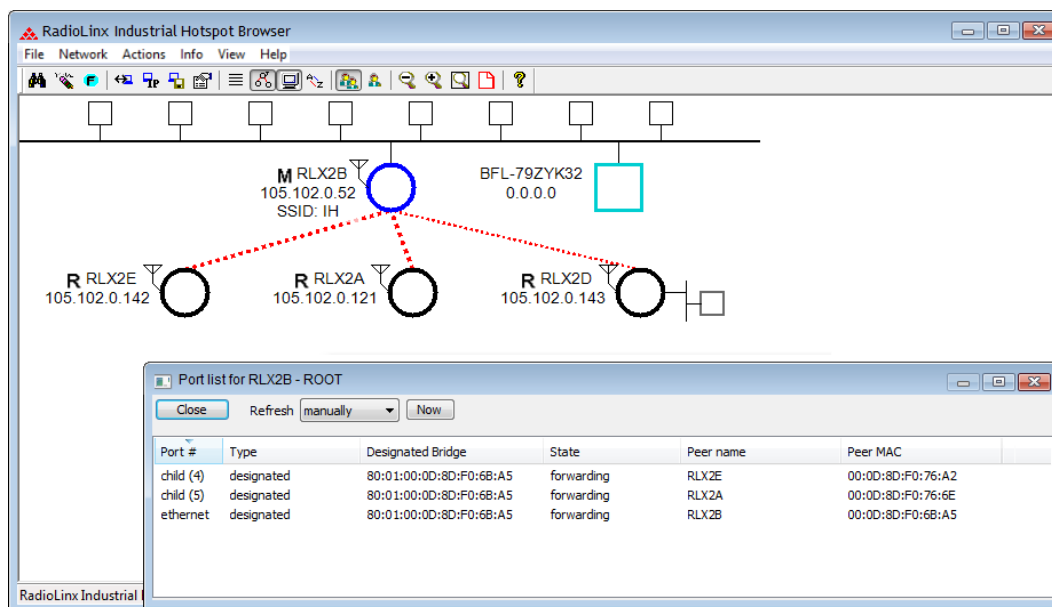 RadioLinx Industrial Hotspot Browser
File Network Actions Info View Help
M RLX2B
105.102.0.52
SSID: IH
BFL-79ZYK32
0.0.0.0
R RLX2E
105.102.0.142
R RLX2A
105.102.0.121
R RLX2D
105.102.0.143
Port list for RLX2B - ROOT
Close Refresh manually Now
Port # Type Designated Bridge State Peer name Peer MAC
child (4) designated 80:01:00:0D:8D:F0:6B:A5 forwarding RLX2E 00:0D:8D:F0:76:A2
child (5) designated 80:01:00:0D:8D:F0:6B:A5 forwarding RLX2A 00:0D:8D:F0:76:6E
ethernet designated 80:01:00:0D:8D:F0:6B:A5 forwarding RLX2B 00:0D:8D:F0:6B:A5
RadioLinx Industrial